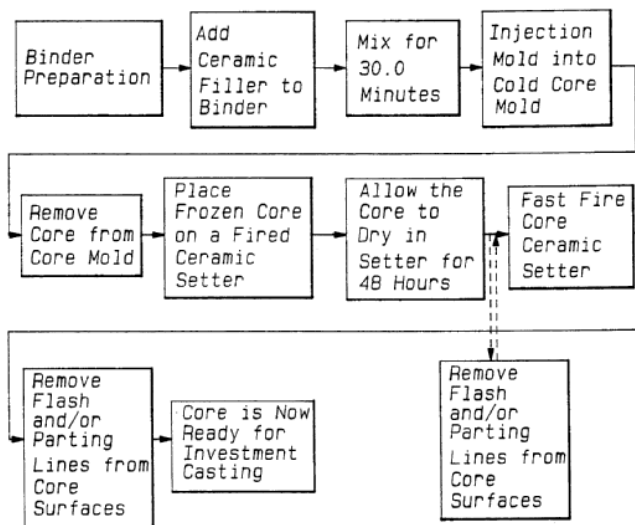 Binder
Preparation
Add
Ceramic
Filler to
Binder
Mix for
30.0
Minutes
Injection
Mold into
Cold Core
Mold
Remove
Core from
Core Mold
Place
Frozen Core
on a Fired
Ceramic
Setter
Allow the
Core to
Dry in
Setter for
48 Hours
Fast Fire
Core
Ceramic
Setter
Remove
Flash
and/or
Parting
Lines from
Core
Surfaces
Core is Now
Ready for
Investment
Casting
Remove
Flash
and/or
Parting
Lines from
Core
Surfaces